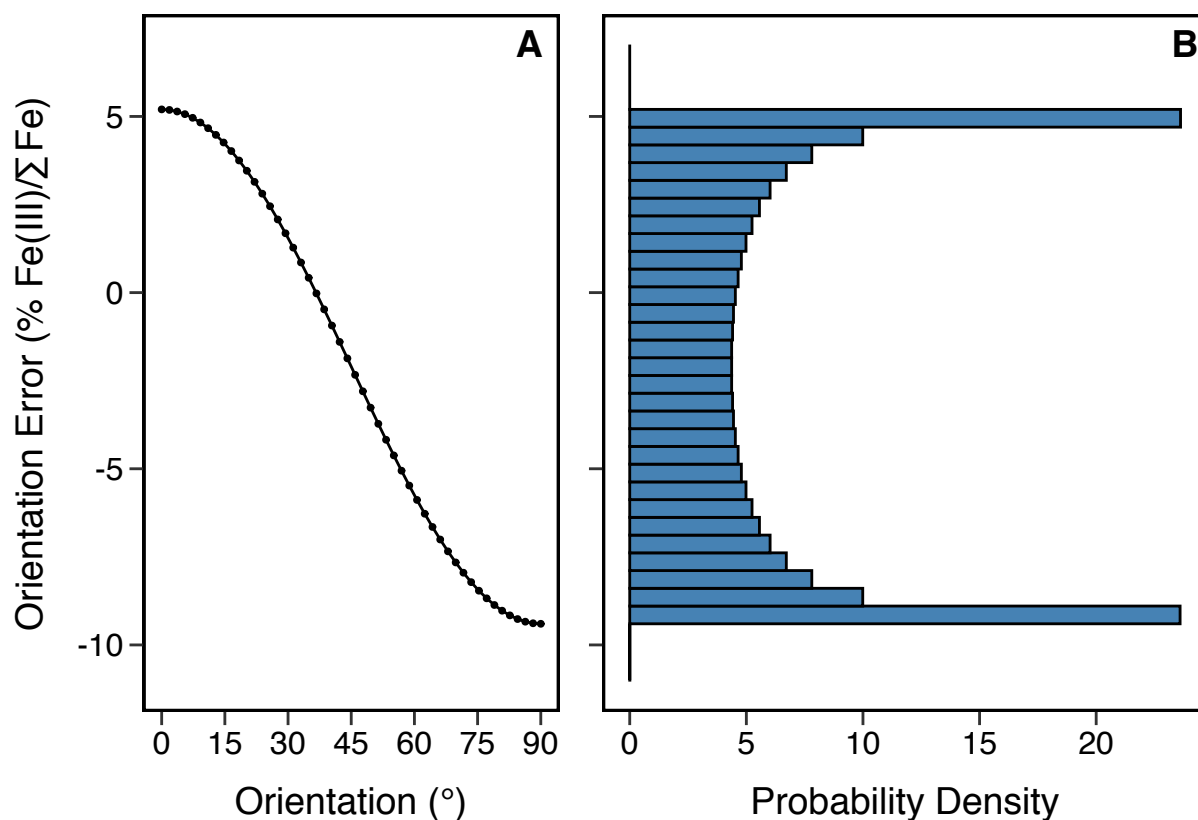 A
B
Orientation Error (% Fe(III)/∑ Fe)
5
0
-5
-10
0 15 30 45 60 75 90
0 5 10 15 20
Orientation (°)
Probability Density